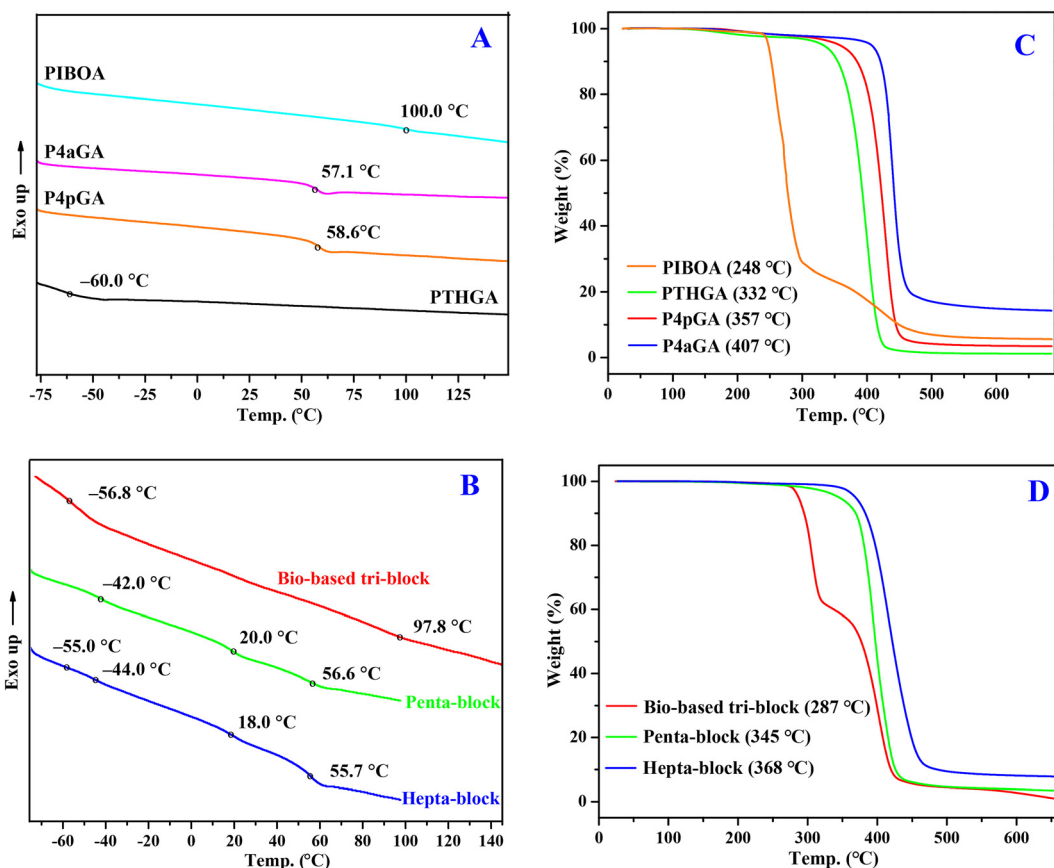 A
PIBOA
100.0 °C
P4aGA
57.1 °C
P4pGA
58.6°C
–60.0 °C
PTHGA
Exo up
-75 -50 -25 0 25 50 75 100 125
Temp. (°C)
C
100
80
60
40
20
0
Weight (%)
PIBOA (248 °C)
PTHGA (332 °C)
P4pGA (357 °C)
P4aGA (407 °C)
0 100 200 300 400 500 600
Temp. (°C)
B
–56.8 °C
Bio-based tri-block
97.8 °C
–42.0 °C
20.0 °C
56.6 °C
Penta-block
–55.0 °C
–44.0 °C
18.0 °C
55.7 °C
Hepta-block
Exo up
-60 -40 -20 0 20 40 60 80 100 120 140
Temp. (°C)
D
100
80
60
40
20
0
Weight (%)
Bio-based tri-block (287 °C)
Penta-block (345 °C)
Hepta-block (368 °C)
0 100 200 300 400 500 600
Temp. (°C)